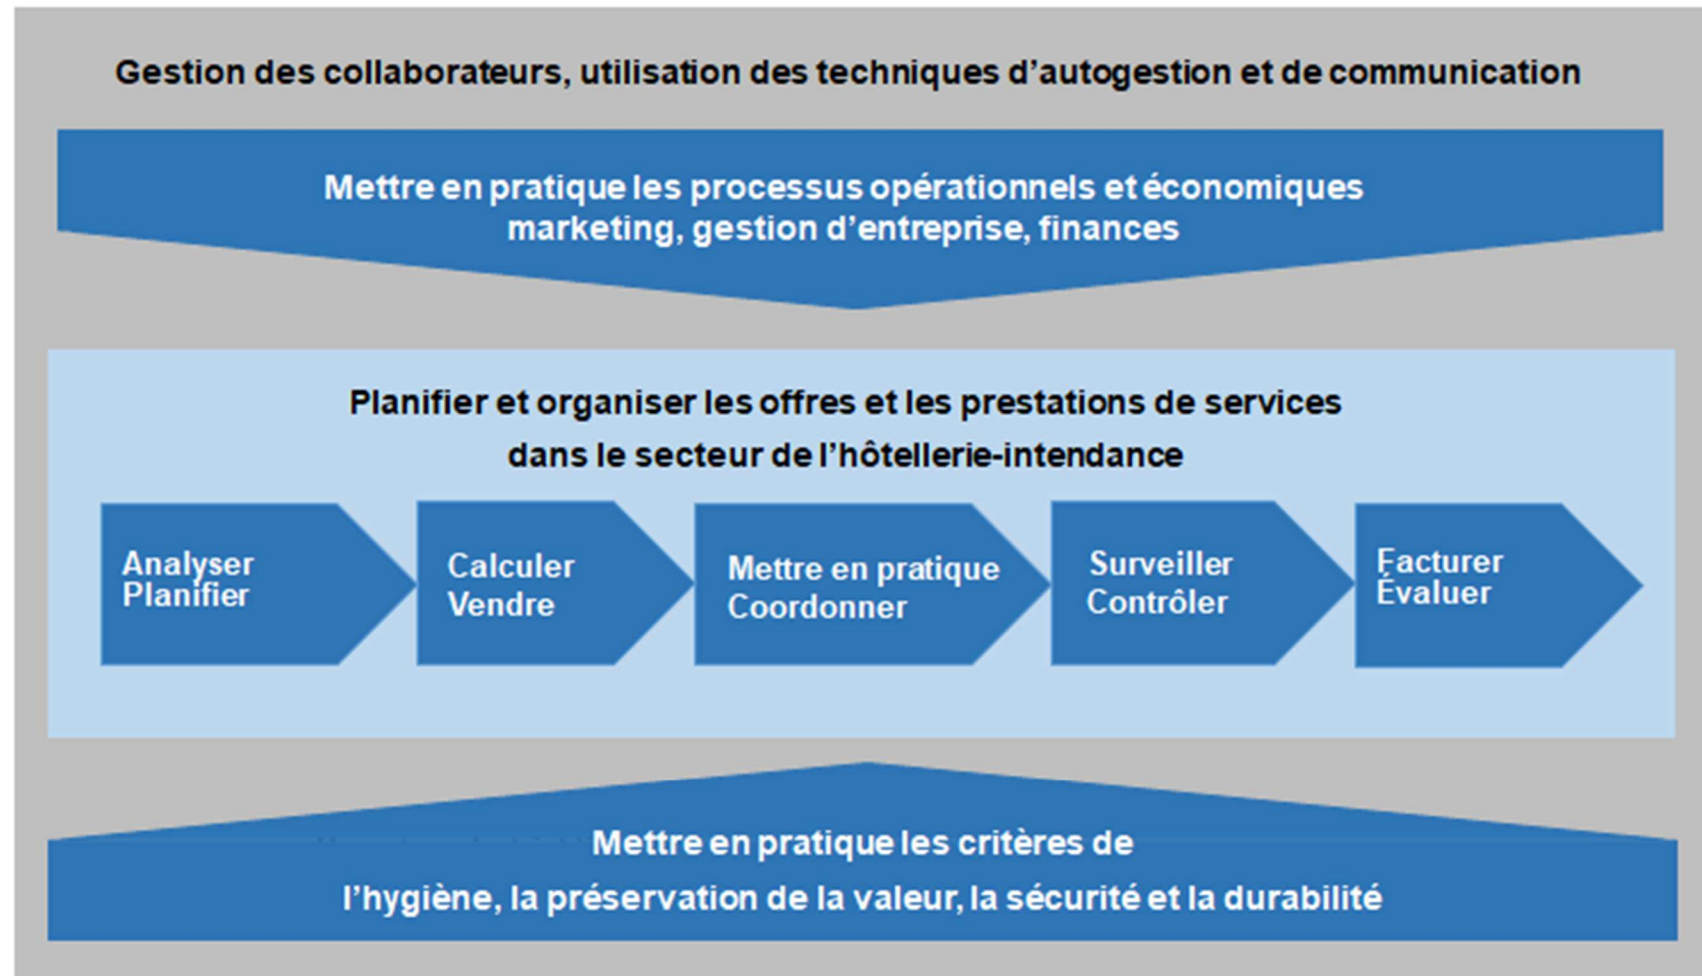 Gestion des collaborateurs, utilisation des techniques d’autogestion et de communication
Mettre en pratique les processus opérationnels et économiques
marketing, gestion d’entreprise, finances
Planifier et organiser les offres et les prestations de services
dans le secteur de l’hôtellerie-intendance
Analyser
Planifier
Calculer
Vendre
Mettre en pratique
Coordonner
Surveiller
Contrôler
Facturer
Évaluer
Mettre en pratique les critères de
l’hygiène, la préservation de la valeur, la sécurité et la durabilité